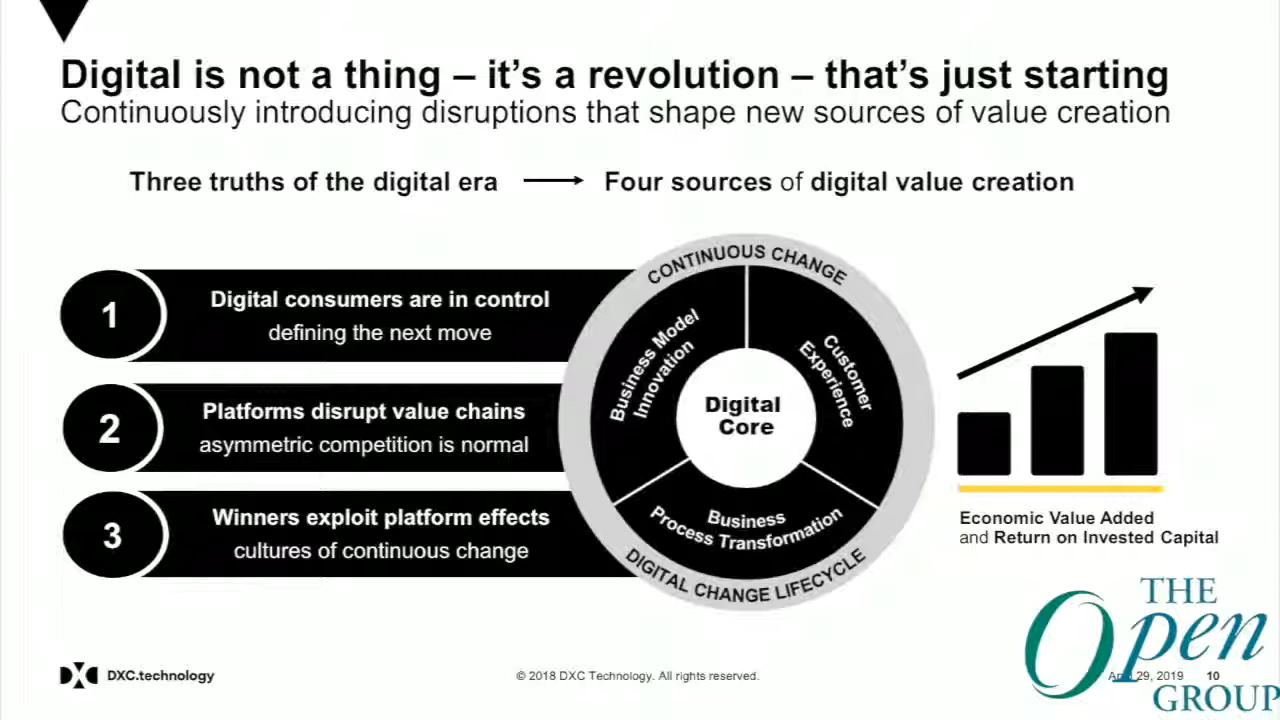 Digital is not a thing – it's a revolution – that's just starting
Continuously introducing disruptions that shape new sources of value creation
Three truths of the digital era
Four sources of digital value creation
1
Digital consumers are in control
defining the next move
2
Platforms disrupt value chains
asymmetric competition is normal
3
Winners exploit platform effects
cultures of continuous change
CONTINUOUS CHANGE
Business Model
Innovation
Customer
Experience
Digital
Core
Business
Process Transformation
DIGITAL CHANGE LIFECYCLE
Economic Value Added
and Return on Invested Capital
DXC.technology
© 2018 DXC Technology. All rights reserved.
29, 2019
10
THE
Open
GROUP